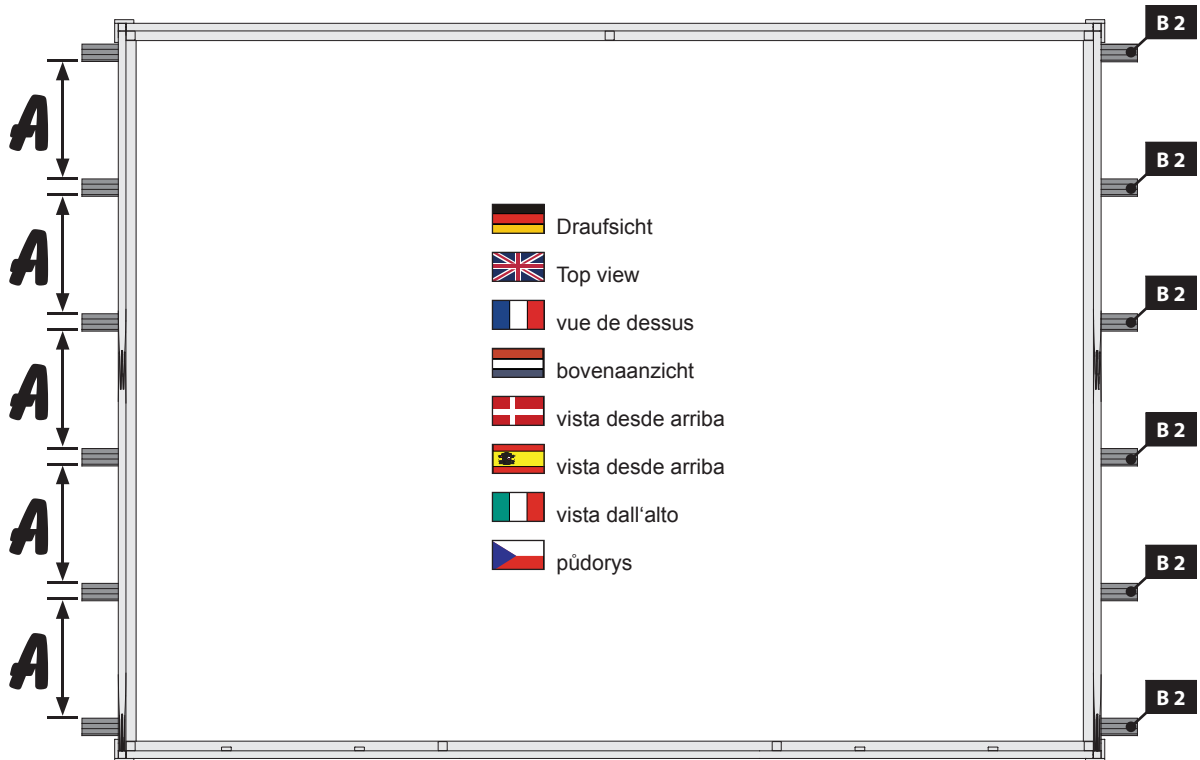 B 2
A
B 2
A
Draufsicht
Top view
B 2
vue de dessus
bovenaanzicht
A
vista desde arriba
B 2
vista desde arriba
vista dall‘alto
A
půdorys
B 2
A
B 2